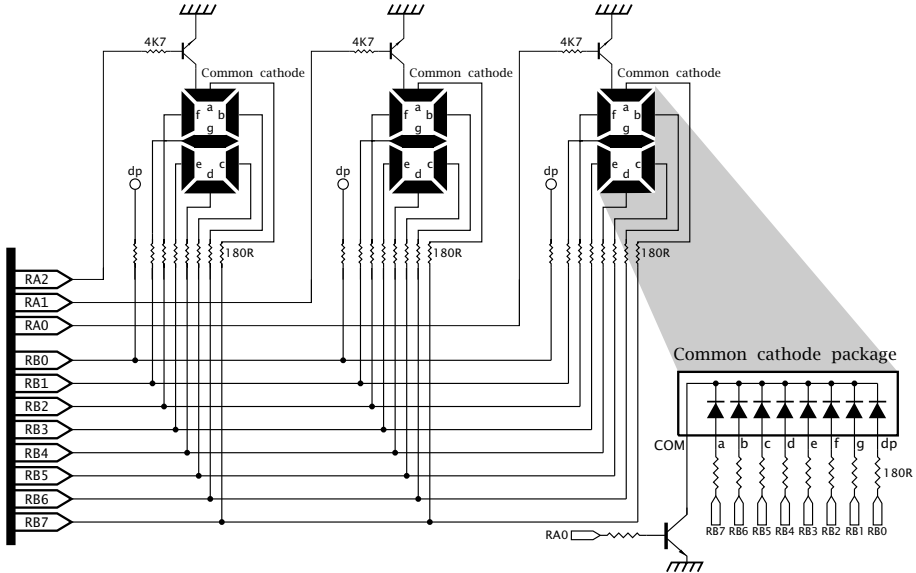 4K7
4K7
4K7
Common cathode
Common cathode
Common cathode
a
f b
g
e c
d
a
f b
g
e c
d
a
f b
g
e c
d
dp
dp
dp
180R
180R
180R
RA2
RA1
RA0
RB0
RB1
RB2
RB3
RB4
RB5
RB6
RB7
Common cathode package
COM a b c d e f g dp
180R
RB7 RB6 RB5 RB4 RB3 RB2 RB1 RB0
RA0